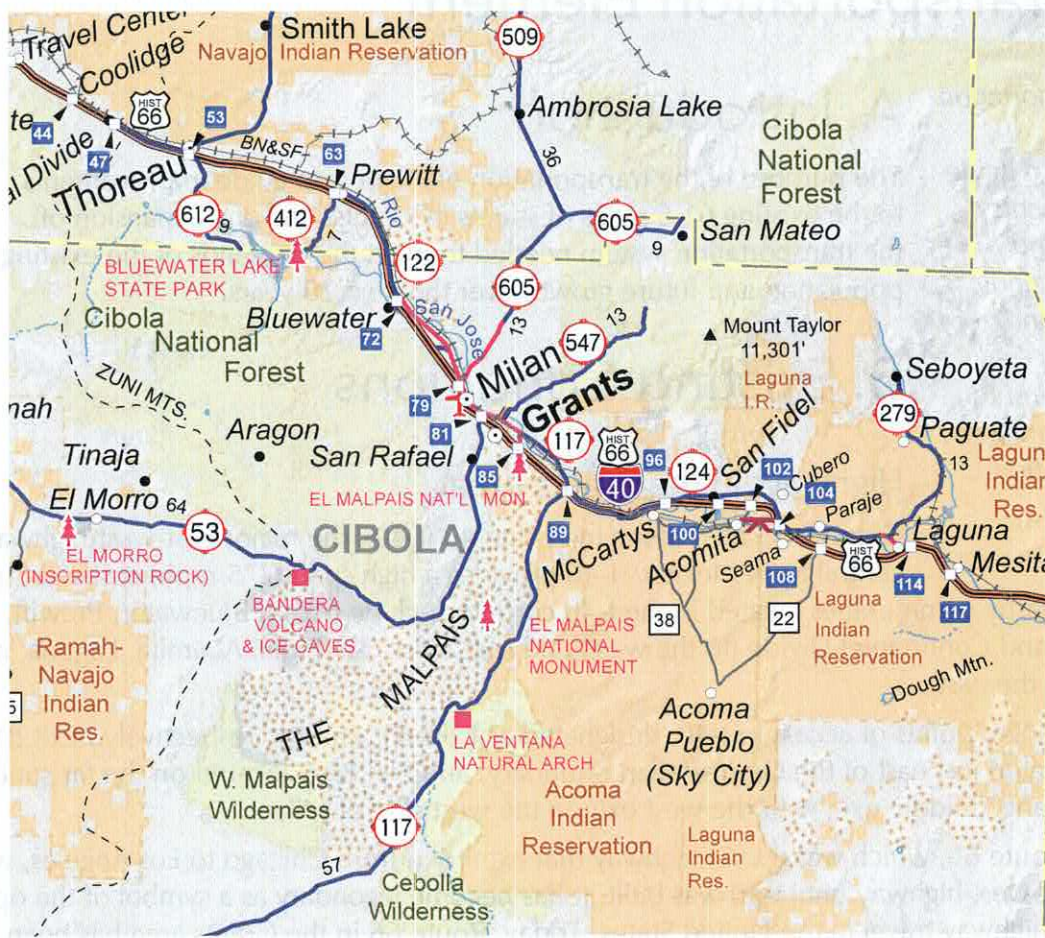 Travel Center
Coolidge
HIST
66
44
47
53
Smith Lake
Navajo Indian Reservation
509
Ambrosia Lake
36
Cibola
National
Forest
al Divide
Thoreau
BN&SF
63
Prewitt
612
9
412
7
Rio
122
605
605
9
San Mateo
BLUEWATER LAKE
STATE PARK
Bluewater
72
San Jose
13
Cibola
National
Forest
ZUNI MTS.
Milan
547
13
Mount Taylor
11,301'
Laguna
I.R.
Seboyeta
279
Paguate
13
Laguna
Indian
Res.
79
81
Grants
Aragon
San Rafael
85
117
HIST
66
40
96
124
San Fidel
102
Cubero
104
Paraje
mah
Tinaja
El Morro
64
53
EL MORRO
(INSCRIPTION ROCK)
EL MALPAIS NAT'L MON.
CIBOLA
89
McCartys
100
Acomita
Seama
108
HIST
66
Laguna
114
Mesita
117
BANDERA
VOLCANO
& ICE CAVES
EL MALPAIS
NATIONAL
MONUMENT
38
22
Laguna
Indian
Reservation
Dough Mtn.
Ramah-
Navajo
Indian
Res.
5
THE MALPAIS
LA VENTANA
NATURAL ARCH
Acoma
Pueblo
(Sky City)
W. Malpais
Wilderness
Acoma
Indian
Reservation
Laguna
Indian
Res.
117
57
Cebolla
Wilderness